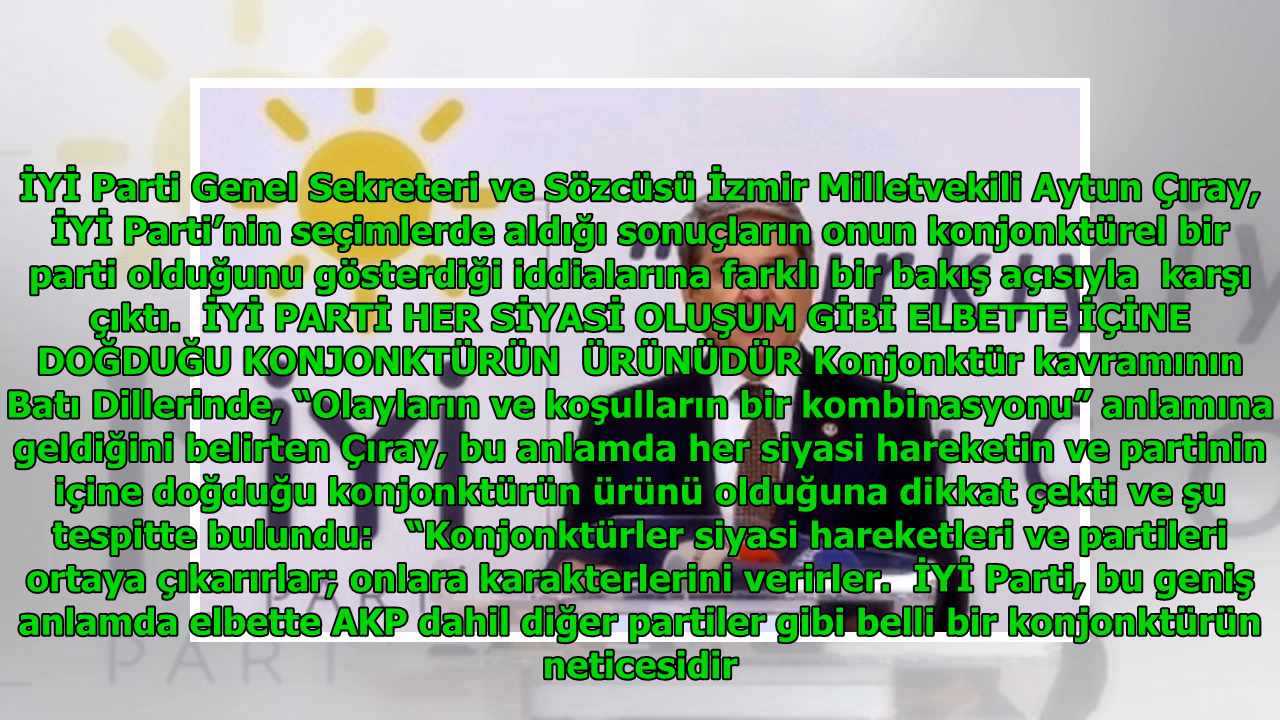 İYİ Parti Genel Sekreteri ve Sözcüsü İzmir Milletvekili Aytun Çıray,
İYİ Parti’nin seçimlerde aldığı sonuçların onun konjonktürel bir
parti olduğunu gösterdiği iddialarına farklı bir bakış açısıyla  karşı
çıktı.  İYİ PARTİ HER SİYASİ OLUŞUM GİBİ ELBETTE İÇİNE
DOĞDUĞU KONJONKTÜRÜN  ÜRÜNÜDÜR Konjonktür kavramının
Batı Dillerinde, “Olayların ve koşulların bir kombinasyonu” anlamına
geldiğini belirten Çıray, bu anlamda her siyasi hareketin ve partinin
içine doğduğu konjonktürün ürünü olduğuna dikkat çekti ve şu
tespitte bulundu:   “Konjonktürler siyasi hareketleri ve partileri
ortaya çıkarırlar; onlara karakterlerini verirler.  İYİ Parti, bu geniş
anlamda elbette AKP dahil diğer partiler gibi belli bir konjonktürün
neticesidir
İYİ
PARTİ
PART